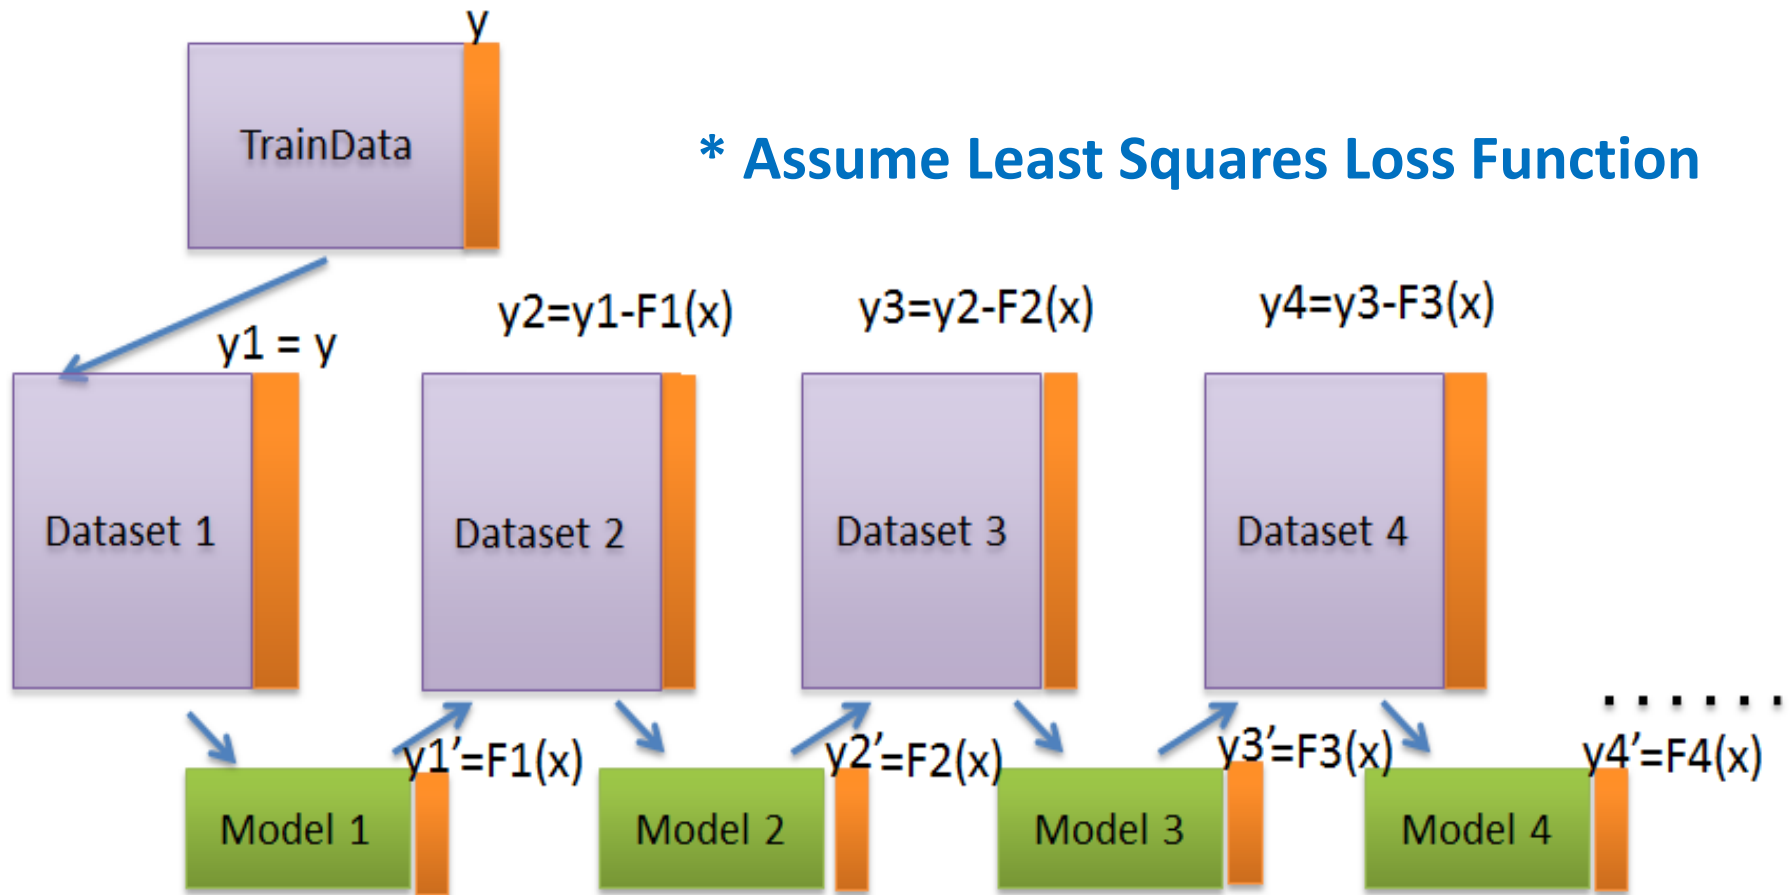 y
TrainData
* Assume Least Squares Loss Function
y1 = y
y2=y1-F1(x)
y3=y2-F2(x)
y4=y3-F3(x)
Dataset 1
Dataset 2
Dataset 3
Dataset 4
......
y1'=F1(x)
y2'=F2(x)
y3'=F3(x)
y4'=F4(x)
Model 1
Model 2
Model 3
Model 4